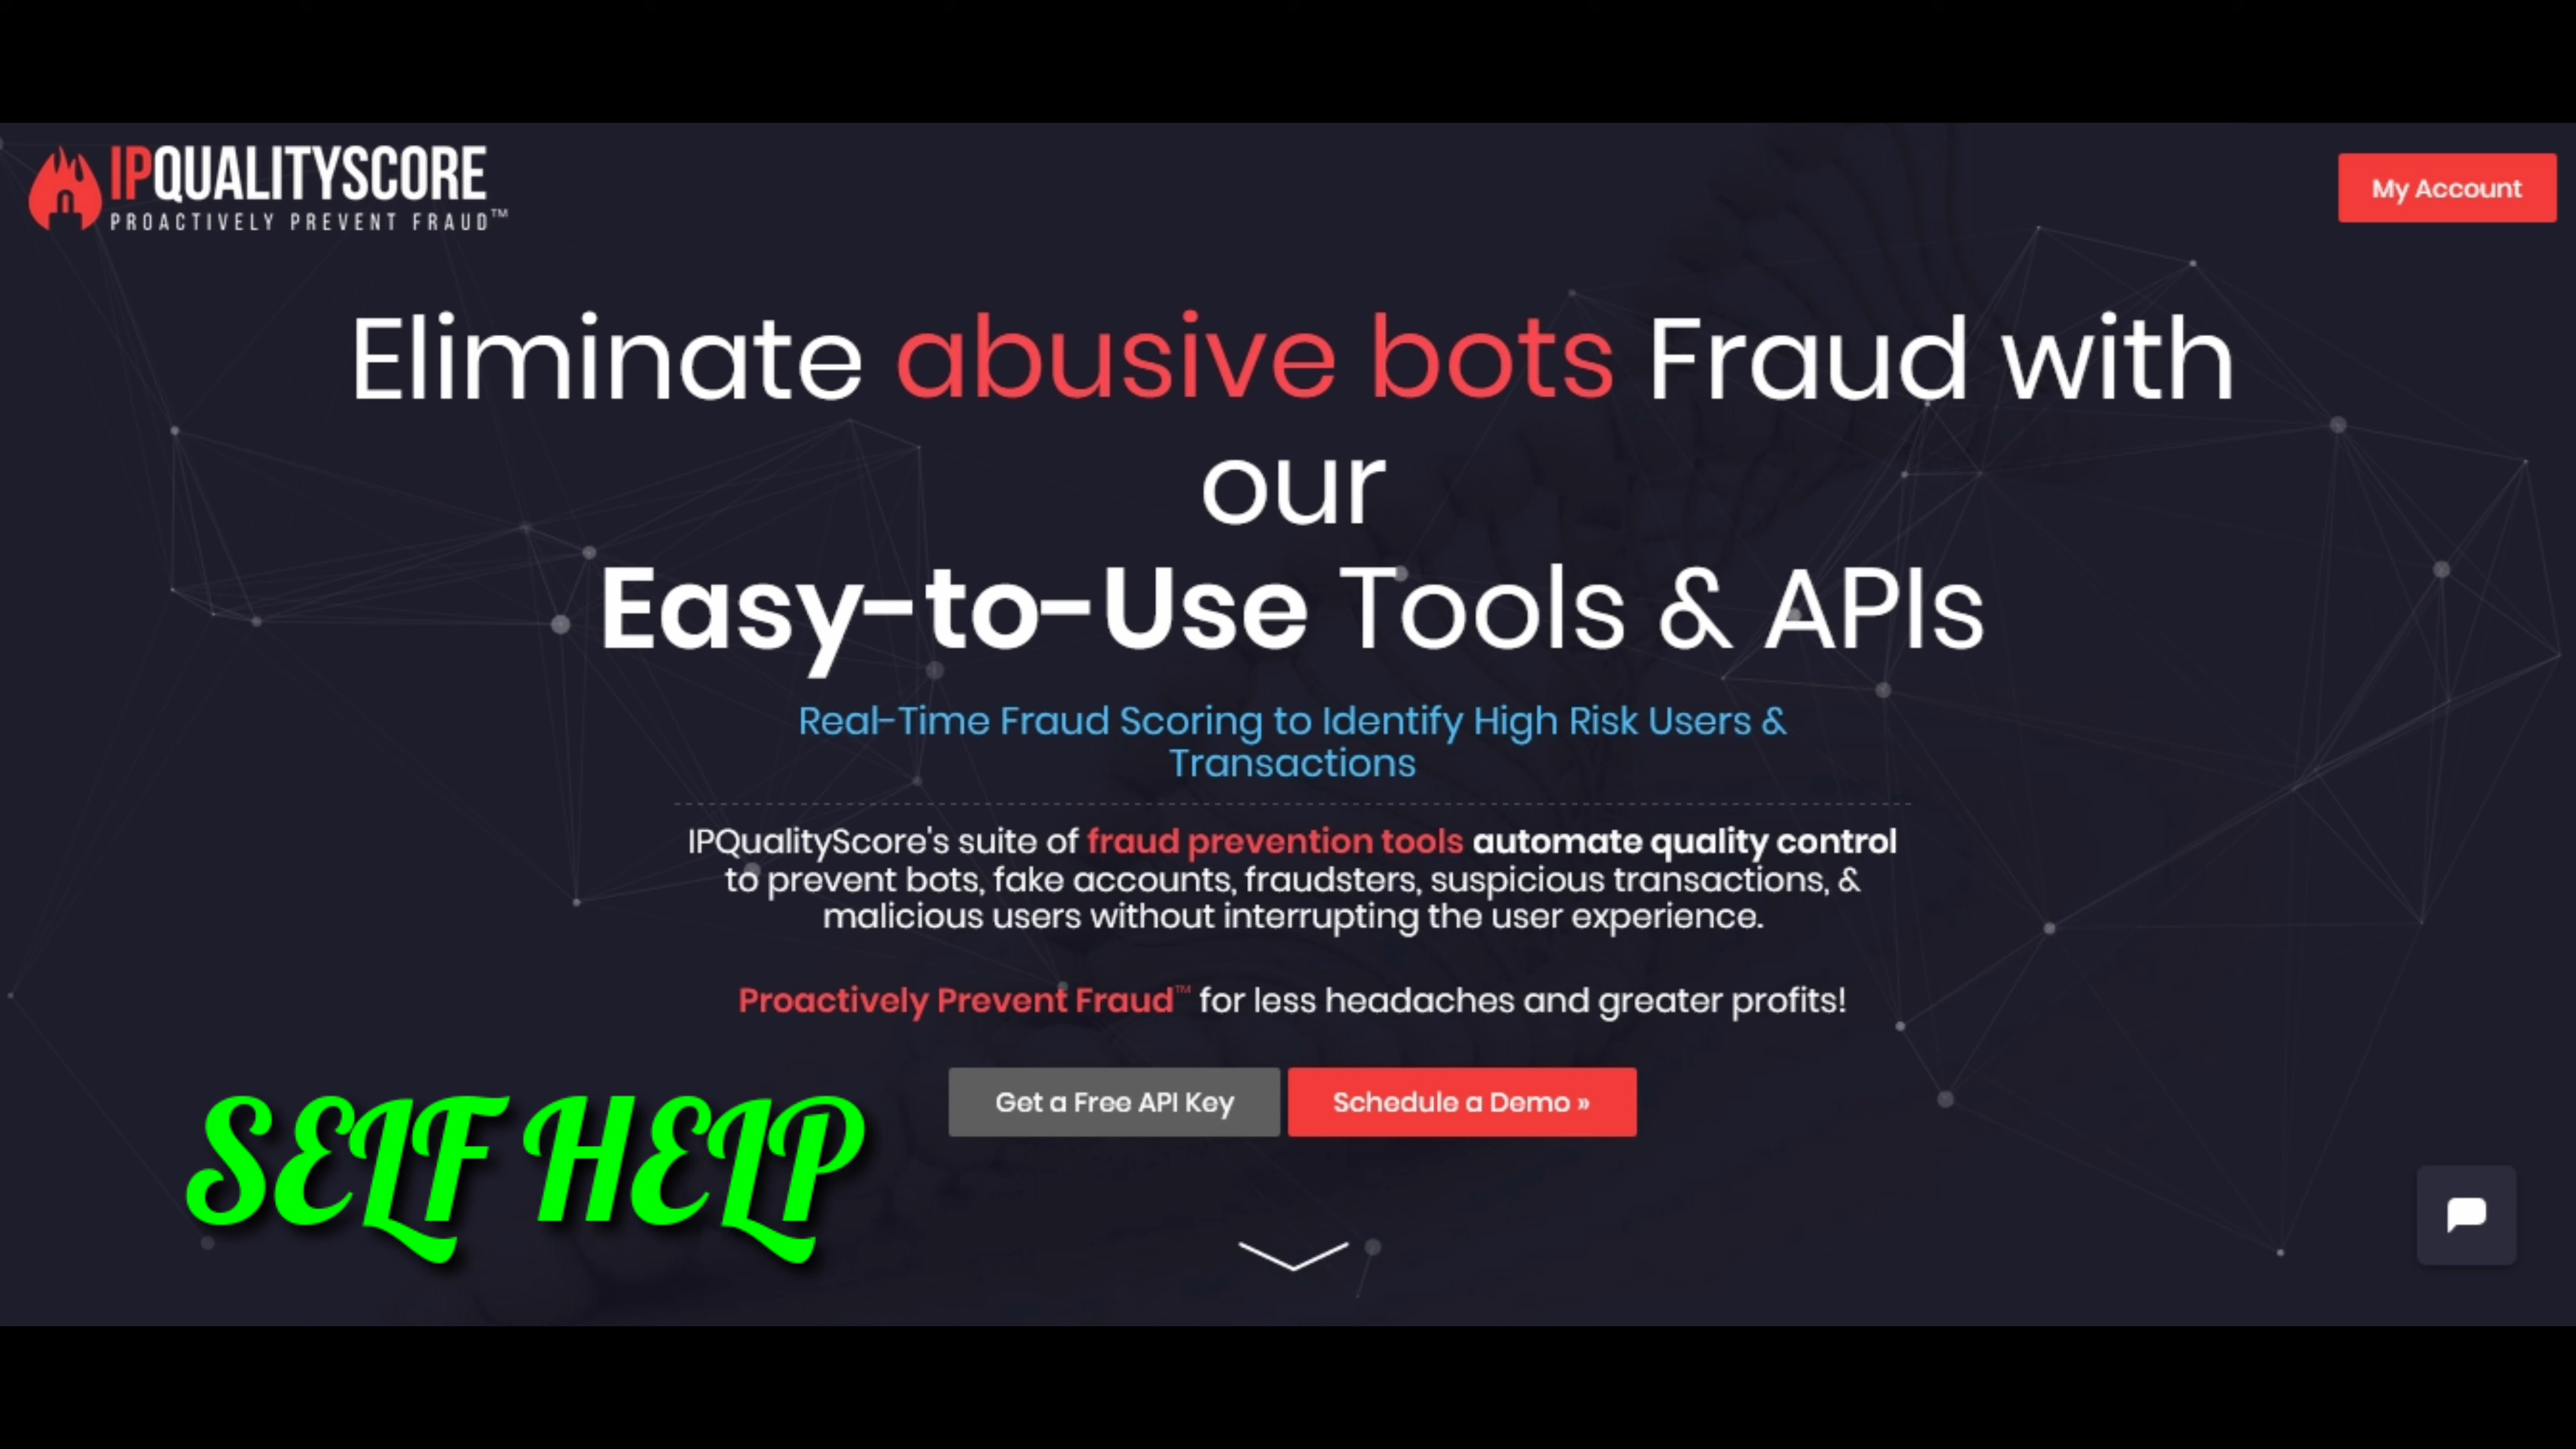 IPQUALITYSCORE
PROACTIVELY PREVENT FRAUD™
My Account
Eliminate abusive bots Fraud with
our
Easy-to-Use Tools & APIs
Real-Time Fraud Scoring to Identify High Risk Users &
Transactions
IPQualityScore's suite of fraud prevention tools automate quality control
to prevent bots, fake accounts, fraudsters, suspicious transactions, &
malicious users without interrupting the user experience.
Proactively Prevent Fraud™ for less headaches and greater profits!
Get a Free API Key
Schedule a Demo »
SELF HELP